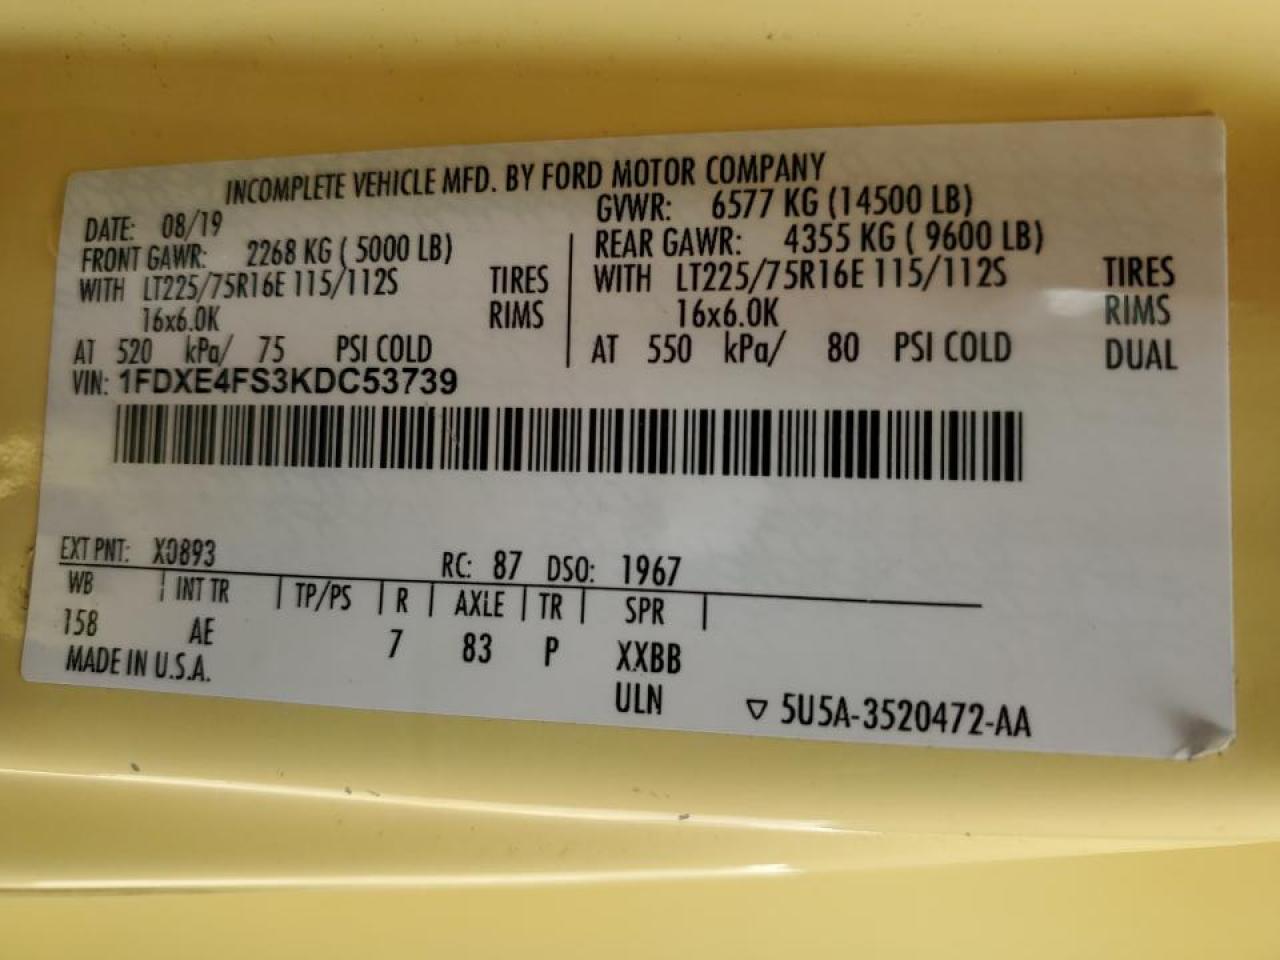 INCOMPLETE VEHICLE MFD. BY FORD MOTOR COMPANY
DATE: 08/19 GVWR: 6577 KG (14500 LB)
FRONT GAWR: 2268 KG ( 5000 LB) REAR GAWR: 4355 KG ( 9600 LB)
WITH LT225/75R16E 115/112S TIRES WITH LT225/75R16E 115/112S TIRES
16x6.0K RIMS 16x6.0K RIMS
AT 520 kPa/ 75 PSI COLD AT 550 kPa/ 80 PSI COLD DUAL
VIN: 1FDXE4FS3KDC53739
EXT PNT: X0893 RC: 87 DSO: 1967
WB INT TR TP/PS R AXLE TR SPR
158 AE 7 83 P XXBB
MADE IN U.S.A. ULN ▽ 5U5A-3520472-AA